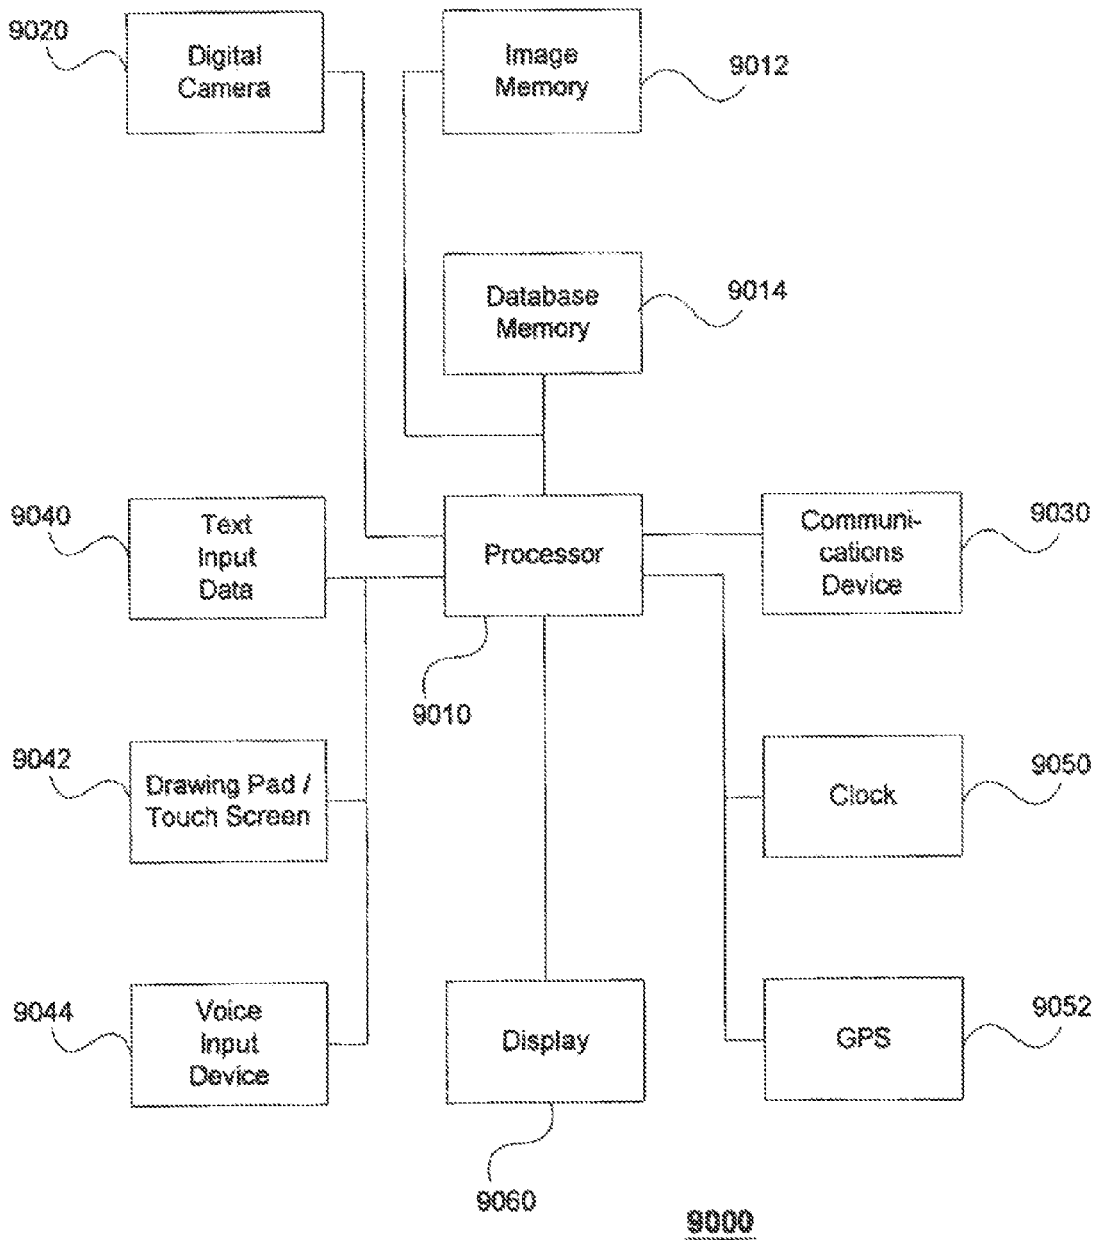 9020
Digital
Camera
Image
Memory
9012
Database
Memory
9014
9040
Text
Input
Data
Processor
9010
Communi-
cations
Device
9030
9042
Drawing Pad /
Touch Screen
Clock
9050
9044
Voice
Input
Device
Display
9060
GPS
9052
9000